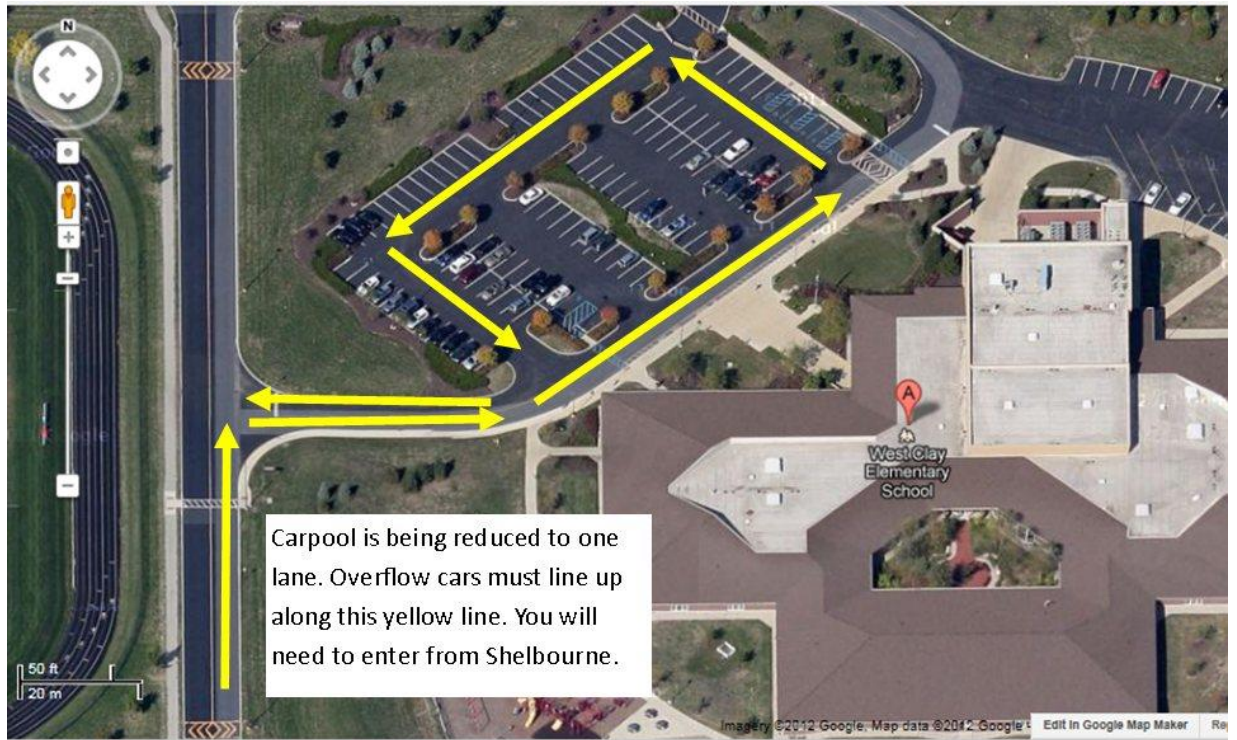 N
A
West Clay
Elementary
School
Carpool is being reduced to one
lane. Overflow cars must line up
along this yellow line. You will
need to enter from Shelbourne.
50 ft
20 m
Imagery ©2012 Google, Map data ©2012 Google
Edit in Google Map Maker